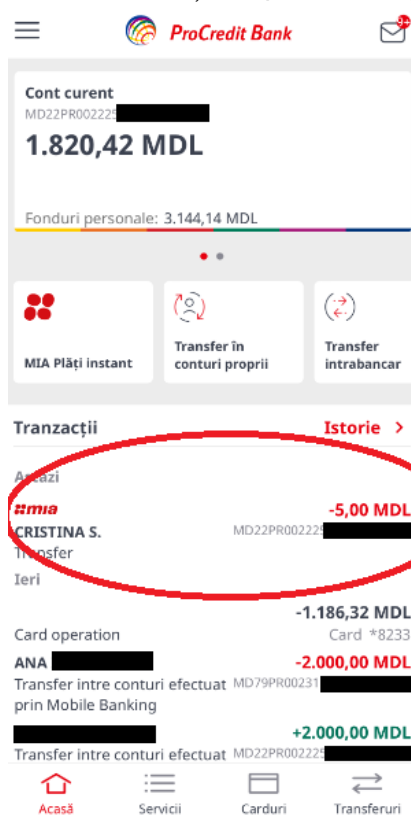 9+
ProCredit Bank
Cont curent
MD22PR002225
1.820,42 MDL
Fonduri personale: 3.144,14 MDL
MIA Plăți instant
Transfer în
conturi proprii
Transfer
intrabancar
Tranzacții
Istorie >
Astazi
mia
-5,00 MDL
CRISTINA S.
MD22PR002225
Transfer
Ieri
-1.186,32 MDL
Card operation
Card *8233
ANA
-2.000,00 MDL
Transfer intre conturi efectuat
MD79PR00231
prin Mobile Banking
+2.000,00 MDL
Transfer intre conturi efectuat
MD22PR002225
Acasă
Servicii
Carduri
Transferuri